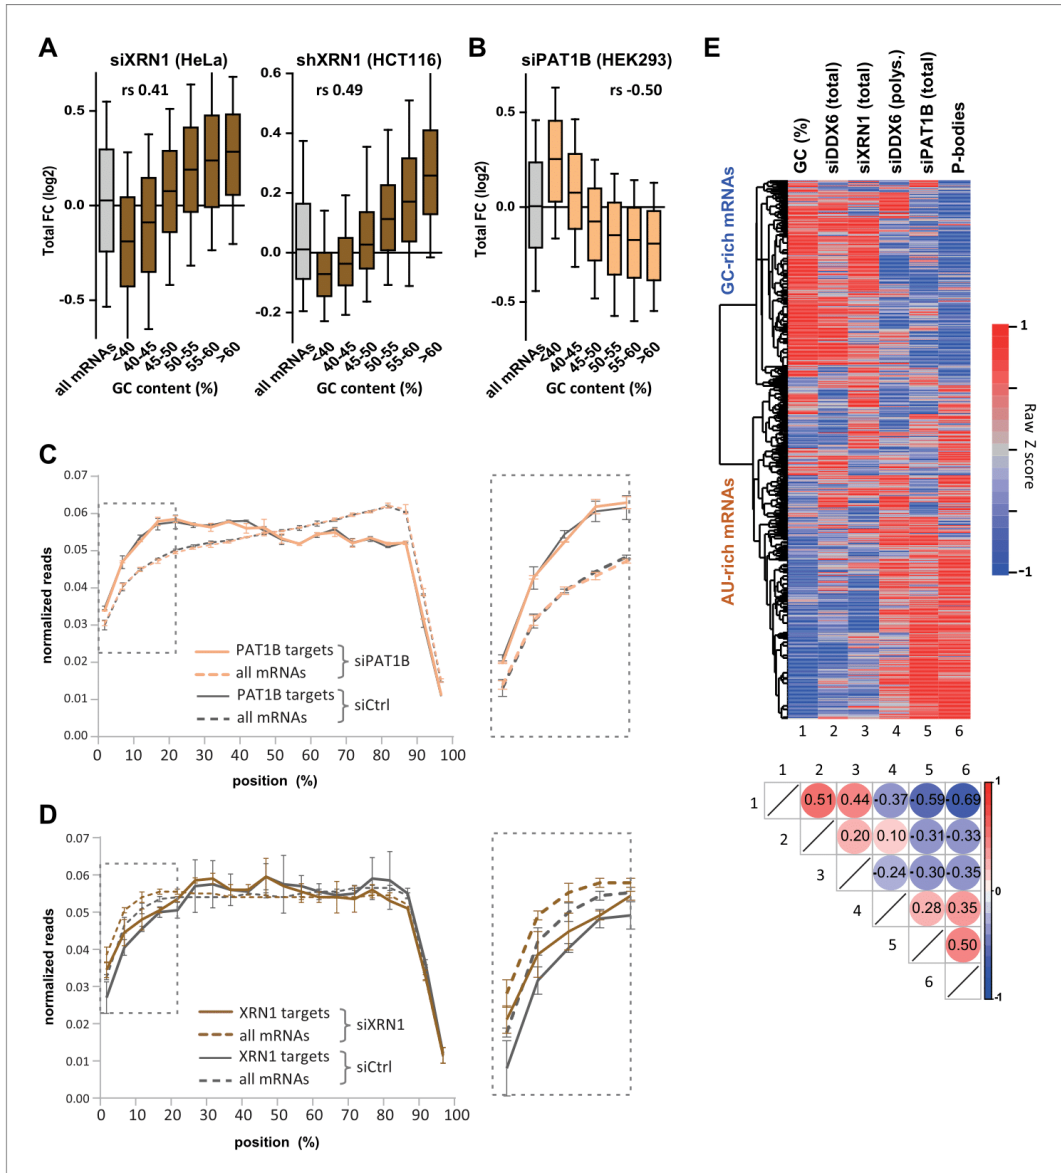 A
siXRN1 (HeLa)
rs 0.41
Total FC (log2)
0.5
0.0
-0.5
all mRNAs
<40
40-45
45-50
50-55
55-60
>60
GC content (%)
shXRN1 (HCT116)
rs 0.49
0.6
0.4
0.2
0.0
-0.2
all mRNAs
<40
40-45
45-50
50-55
55-60
>60
GC content (%)
B
siPAT1B (HEK293)
rs -0.50
Total FC (log2)
0.5
0.0
-0.5
all mRNAs
<40
40-45
45-50
50-55
55-60
>60
GC content (%)
C
normalized reads
0.07
0.06
0.05
0.04
0.03
0.02
0.01
0.00
PAT1B targets
all mRNAs
siPAT1B
PAT1B targets
all mRNAs
siCtrl
0 10 20 30 40 50 60 70 80 90 100
position (%)
D
normalized reads
0.07
0.06
0.05
0.04
0.03
0.02
0.01
0.00
XRN1 targets
all mRNAs
siXRN1
XRN1 targets
all mRNAs
siCtrl
0 10 20 30 40 50 60 70 80 90 100
position (%)
E
GC (%)
siDDX6 (total)
siXRN1 (total)
siDDX6 (polys.)
siPAT1B (total)
P-bodies
GC-rich mRNAs
AU-rich mRNAs
1
Raw Z score
-1
1 2 3 4 5 6
1 2 3 4 5 6
1 0.51 0.44 -0.37 -0.59 -0.69
2 0.20 0.10 -0.31 -0.33
3 -0.24 -0.30 -0.35
4 0.28 0.35
5 0.50
6
1
0
-1